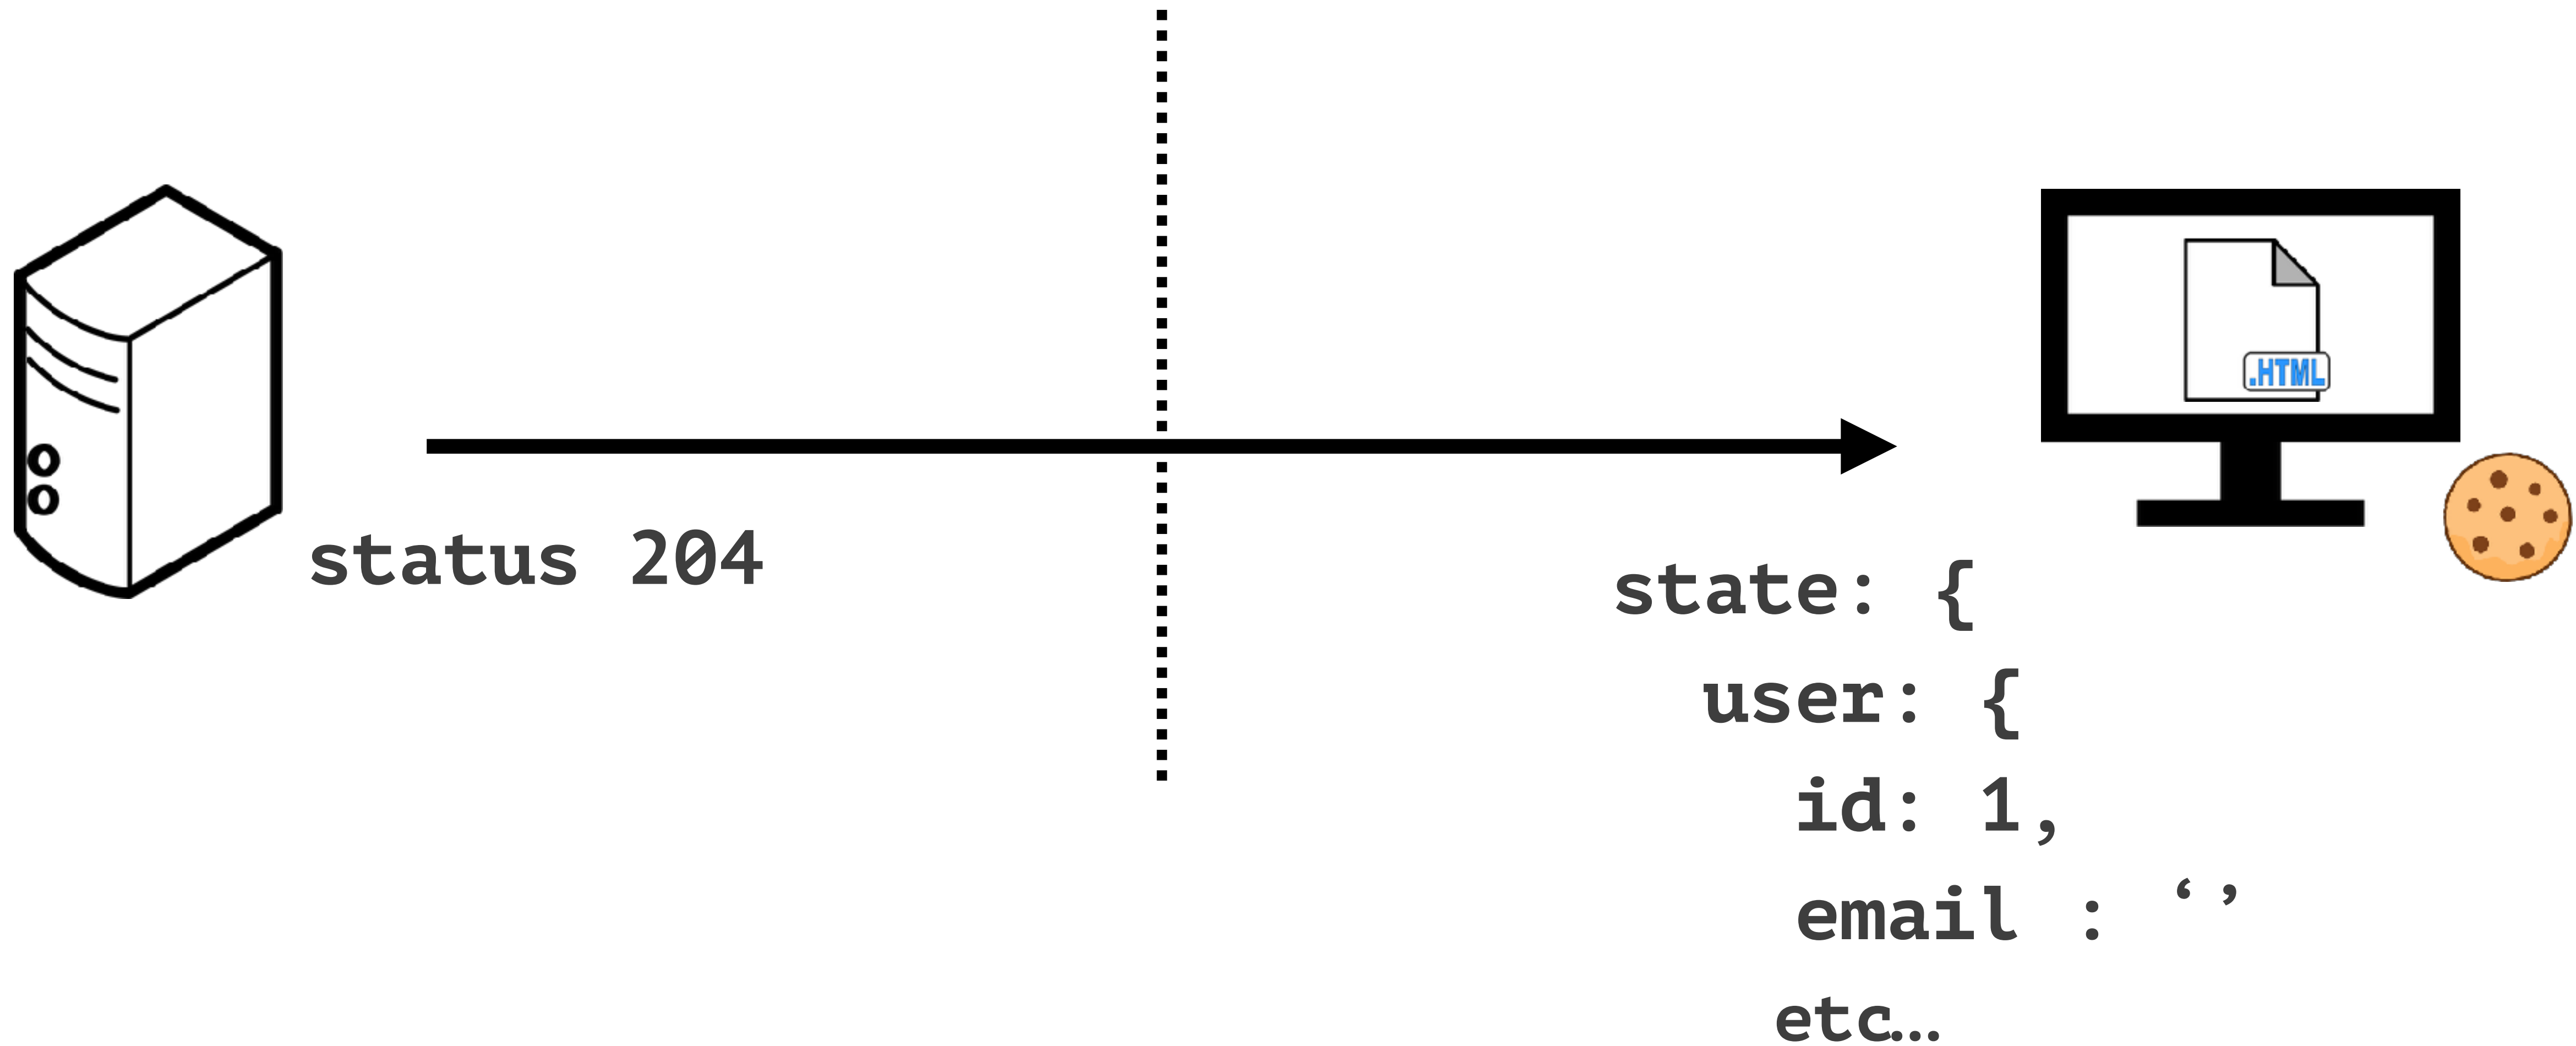 .HTML
status 204
state: {
user: {
id: 1,
email : ‘’
etc…